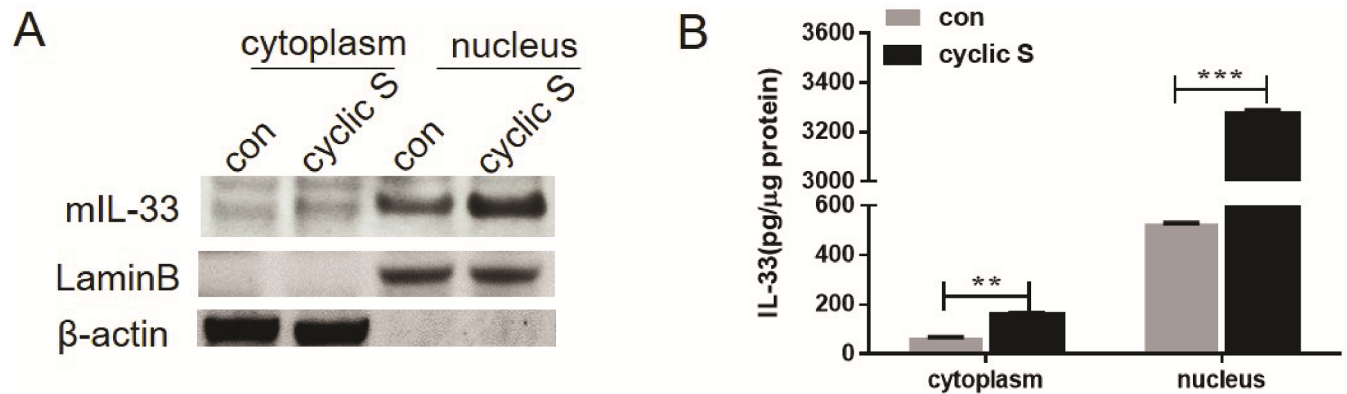 A
cytoplasm nucleus
con cyclic S con cyclic S
mIL-33
LaminB
β-actin
B
con
cyclic S
IL-33(pg/μg protein)
3600
3400
3200
3000
600
400
200
0
**
***
cytoplasm nucleus